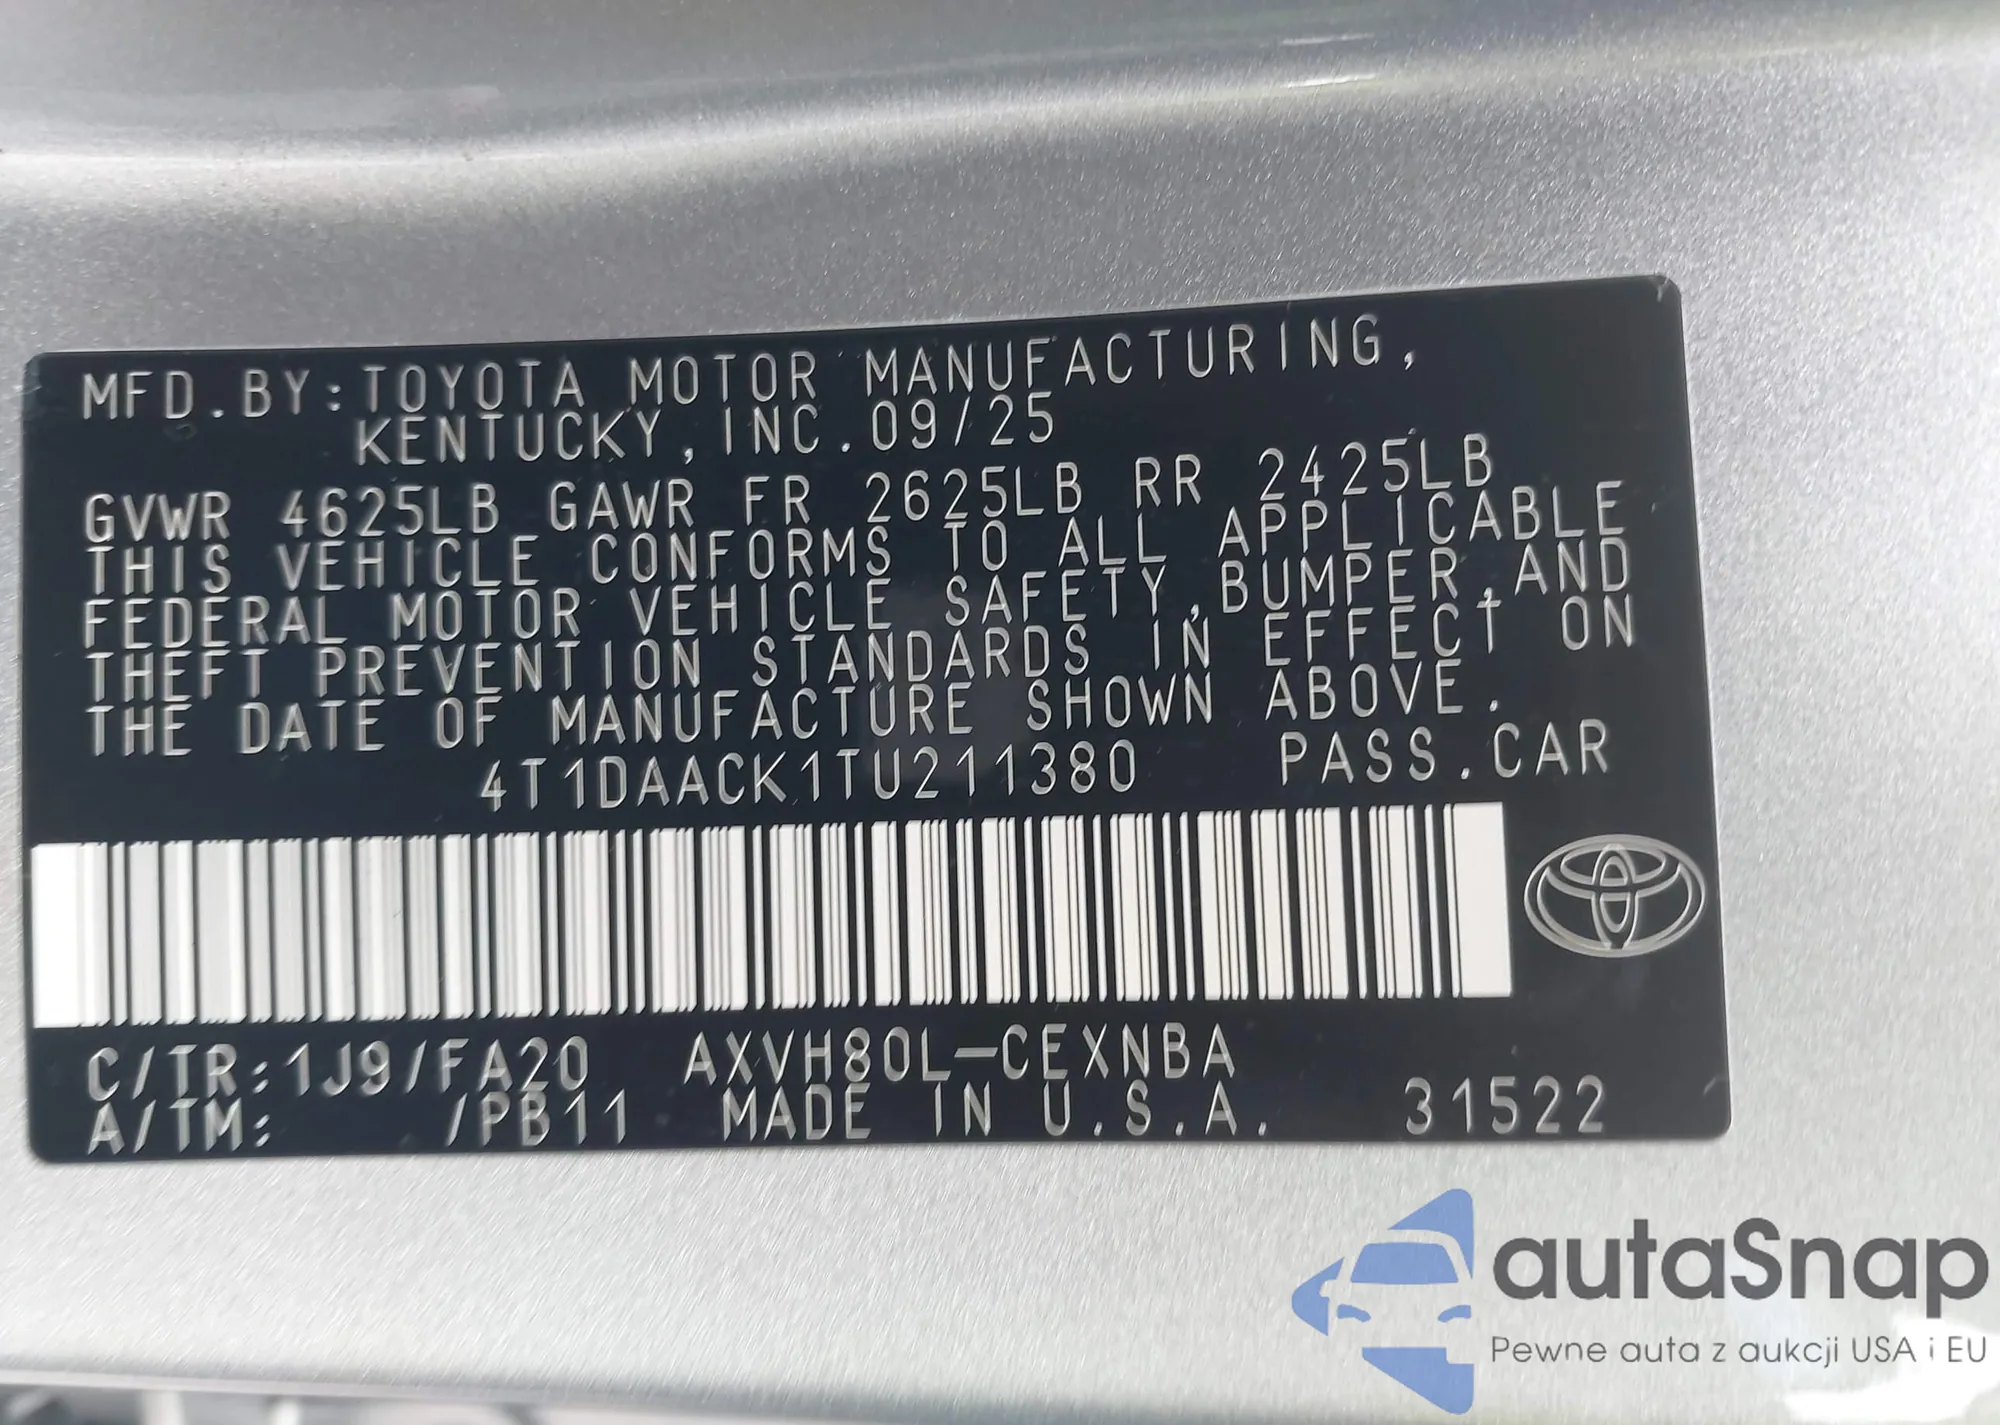 MFD.BY:TOYOTA MOTOR MANUFACTURING,
KENTUCKY,INC.09/25
GVWR 4625LB GAWR FR 2625LB RR 2425LB
THIS VEHICLE CONFORMS TO ALL APPLICABLE
FEDERAL MOTOR VEHICLE SAFETY,BUMPER,AND
THEFT PREVENTION STANDARDS IN EFFECT ON
THE DATE OF MANUFACTURE SHOWN ABOVE.
4T1DAACK1TU211380 PASS.CAR
C/TR:1J9/FA20 AXVH80L-CEXNBA
A/TM: /PB11 MADE IN U.S.A. 31522
autaSnap
Pewne auta z aukcji USA i EU